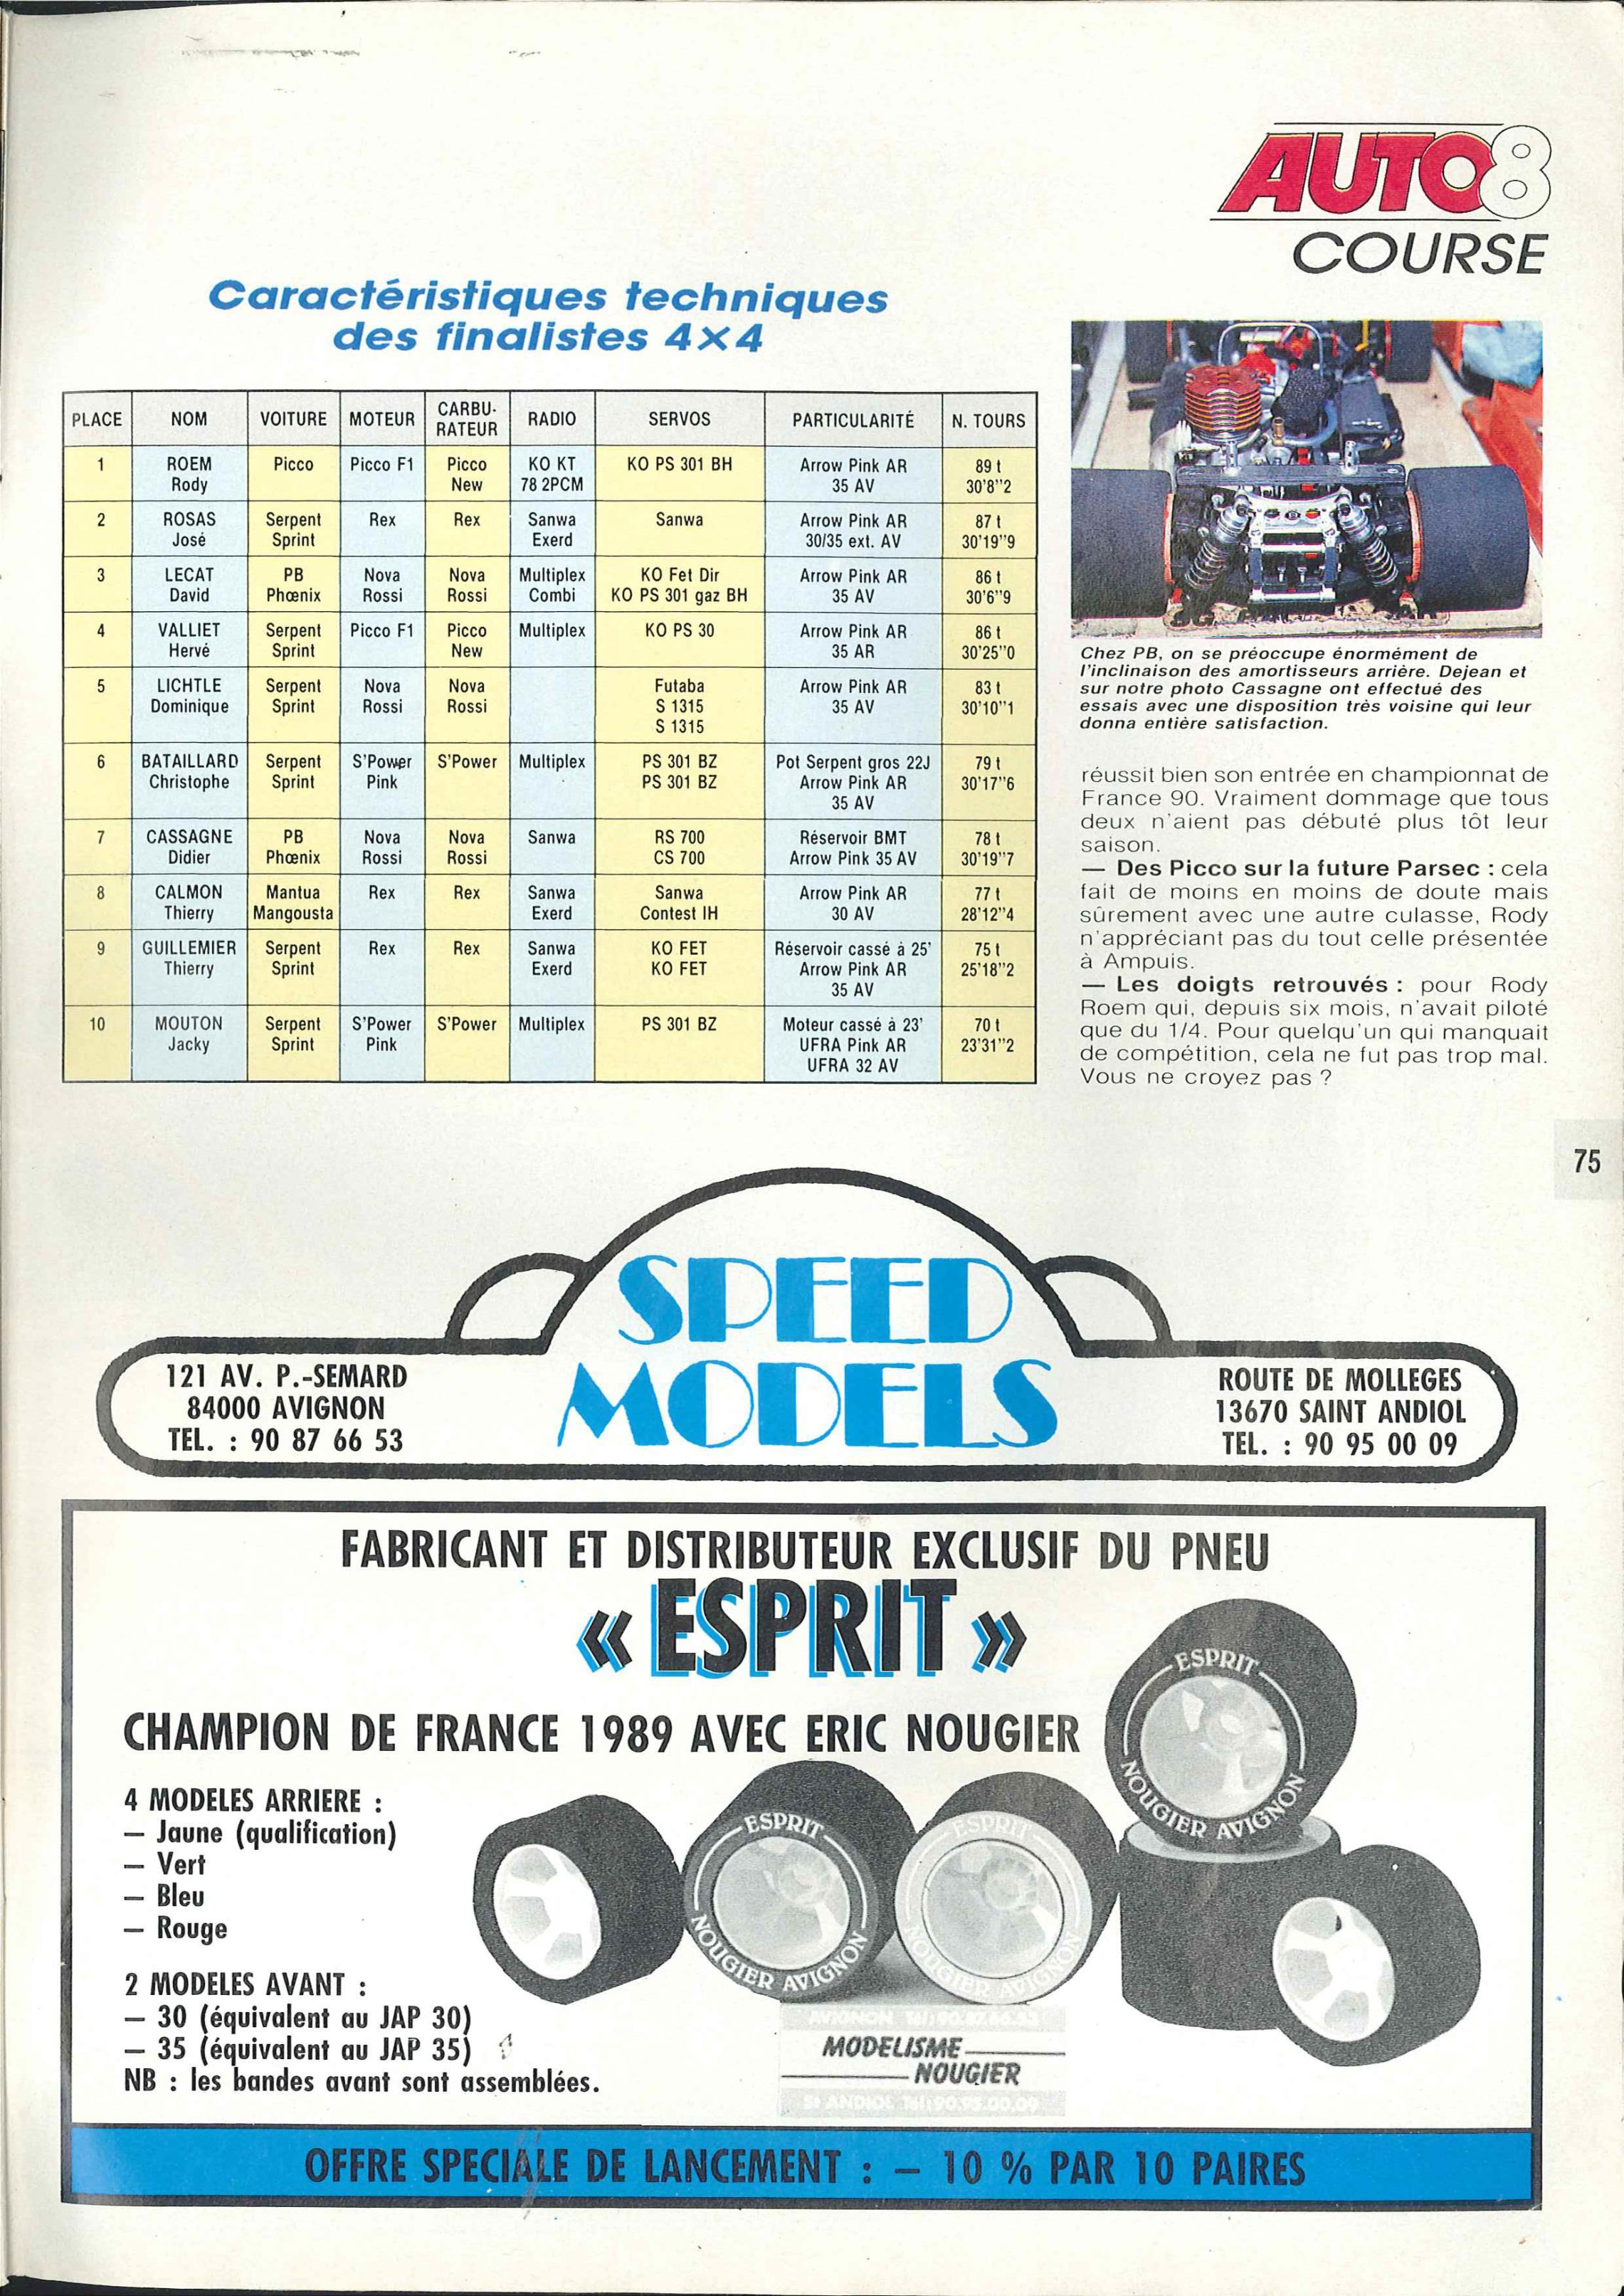 AUTO8
COURSE
Caractéristiques techniques
des finalistes 4×4
PLACE NOM VOITURE MOTEUR CARBU-RATEUR RADIO SERVOS PARTICULARITÉ N. TOURS
1 ROEM Picco Picco F1 Picco KO KT KO PS 301 BH Arrow Pink AR 89 t
Rody New 78 2PCM 35 AV 30'8"2
2 ROSAS Serpent Rex Rex Sanwa Sanwa Arrow Pink AR 87 t
José Sprint Exerd 30/35 ext. AV 30'19"9
3 LECAT PB Nova Nova Multiplex KO Fet Dir Arrow Pink AR 86 t
David Phœnix Rossi Rossi Combi KO PS 301 gaz BH 35 AV 30'6"9
4 VALLIET Serpent Picco F1 Picco Multiplex KO PS 30 Arrow Pink AR 86 t
Hervé Sprint New 35 AR 30'25"0
5 LICHTLE Serpent Nova Nova Futaba Arrow Pink AR 83 t
Dominique Sprint Rossi Rossi S 1315 35 AV 30'10"1
S 1315
6 BATAILLARD Serpent S'Power S'Power Multiplex PS 301 BZ Pot Serpent gros 22J 79 t
Christophe Sprint Pink PS 301 BZ Arrow Pink AR 30'17"6
35 AV
7 CASSAGNE PB Nova Nova Sanwa RS 700 Réservoir BMT 78 t
Didier Phœnix Rossi Rossi CS 700 Arrow Pink 35 AV 30'19"7
8 CALMON Mantua Rex Rex Sanwa Sanwa Arrow Pink AR 77 t
Thierry Mangousta Exerd Contest IH 30 AV 28'12"4
9 GUILLEMIER Serpent Rex Rex Sanwa KO FET Réservoir cassé à 25' 75 t
Thierry Sprint Exerd KO FET Arrow Pink AR 25'18"2
35 AV
10 MOUTON Serpent S'Power S'Power Multiplex PS 301 BZ Moteur cassé à 23' 70 t
Jacky Sprint Pink UFRA Pink AR 23'31"2
UFRA 32 AV
Chez PB, on se préoccupe énormément de
l'inclinaison des amortisseurs arrière. Dejean et
sur notre photo Cassagne ont effectué des
essais avec une disposition très voisine qui leur
donna entière satisfaction.
réussit bien son entrée en championnat de
France 90. Vraiment dommage que tous
deux n'aient pas débuté plus tôt leur
saison.
— Des Picco sur la future Parsec : cela
fait de moins en moins de doute mais
sûrement avec une autre culasse, Rody
n'appréciant pas du tout celle présentée
à Ampuis.
— Les doigts retrouvés : pour Rody
Roem qui, depuis six mois, n'avait piloté
que du 1/4. Pour quelqu'un qui manquait
de compétition, cela ne fut pas trop mal.
Vous ne croyez pas ?
75
SPEED
MODELS
121 AV. P.-SEMARD
84000 AVIGNON
TEL. : 90 87 66 53
ROUTE DE MOLLEGES
13670 SAINT ANDIOL
TEL. : 90 95 00 09
FABRICANT ET DISTRIBUTEUR EXCLUSIF DU PNEU
« ESPRIT »
CHAMPION DE FRANCE 1989 AVEC ERIC NOUGIER
4 MODELES ARRIERE :
— Jaune (qualification)
— Vert
— Bleu
— Rouge
2 MODELES AVANT :
— 30 (équivalent au JAP 30)
— 35 (équivalent au JAP 35)
NB : les bandes avant sont assemblées.
ESPRIT
NOUGIER AVIGNON
ESPRIT
NOUGIER AVIGNON
ESPRIT
NOUGIER AVIGNON
AVIGNON Tél:90.87.66.53
MODELISME
NOUGIER
St ANDIOL Tél:90.95.00.09
OFFRE SPECIALE DE LANCEMENT : — 10 % PAR 10 PAIRES